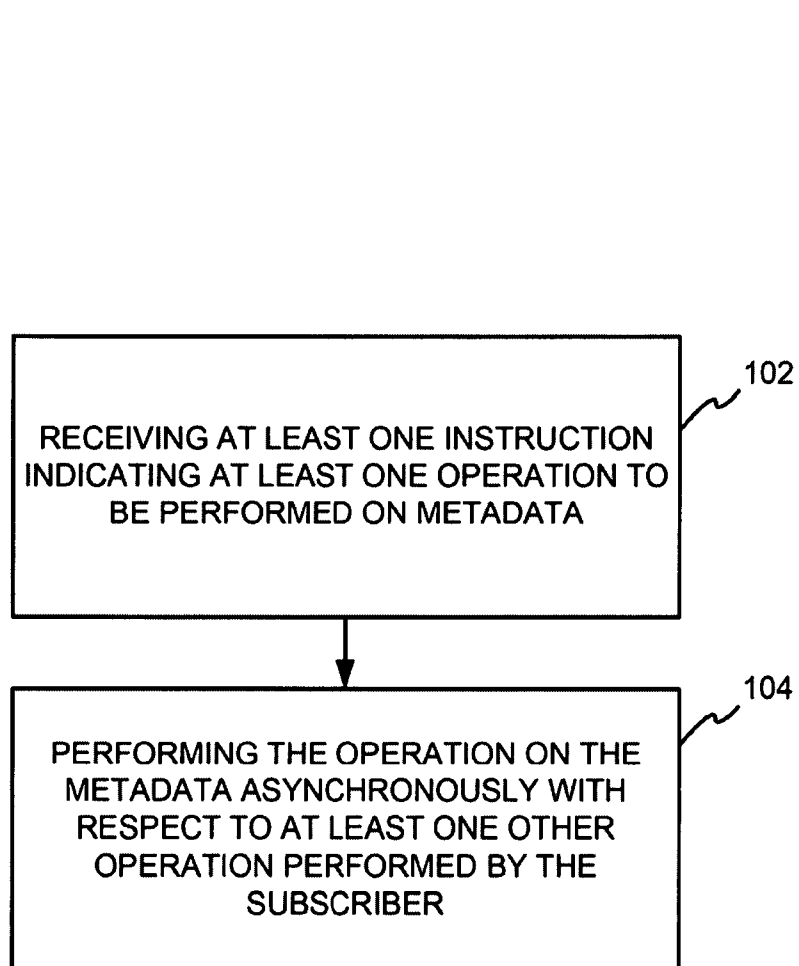 102
RECEIVING AT LEAST ONE INSTRUCTION
INDICATING AT LEAST ONE OPERATION TO
BE PERFORMED ON METADATA
104
PERFORMING THE OPERATION ON THE
METADATA ASYNCHRONOUSLY WITH
RESPECT TO AT LEAST ONE OTHER
OPERATION PERFORMED BY THE
SUBSCRIBER